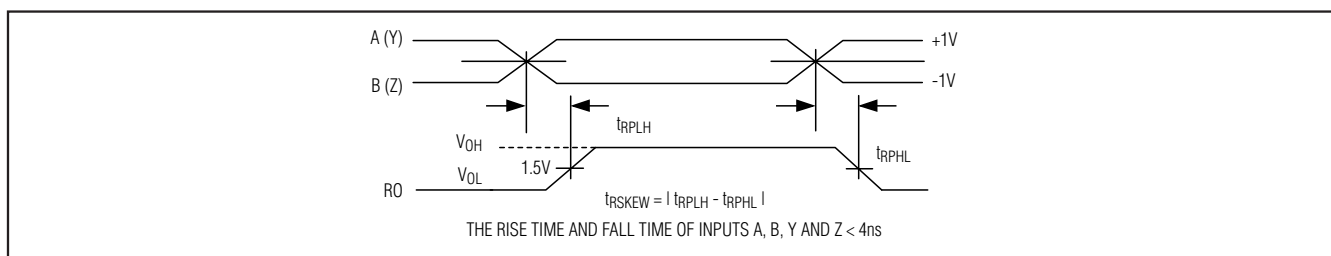 A (Y)
+1V
B (Z)
-1V
tRPLH
VOH
tRPHL
1.5V
VOL
RO
tRSKEW = | tRPLH - tRPHL |
THE RISE TIME AND FALL TIME OF INPUTS A, B, Y AND Z < 4ns